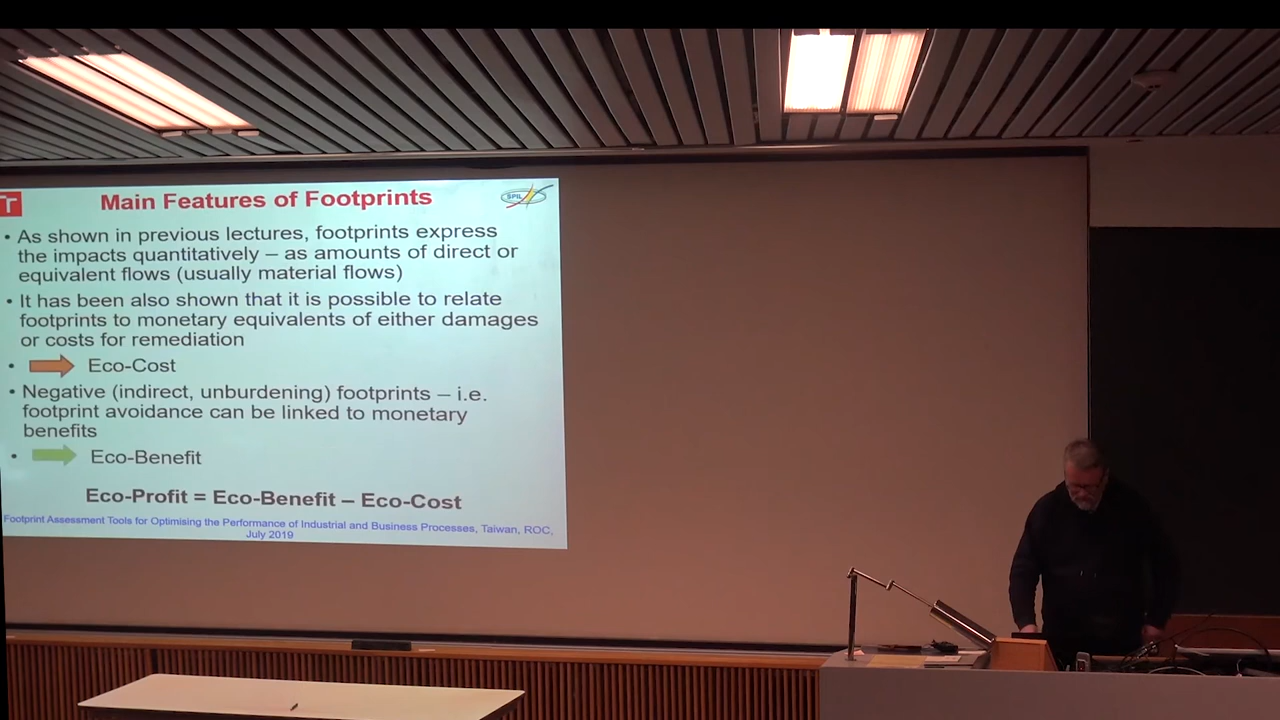 Main Features of Footprints
SPIL
• As shown in previous lectures, footprints express
the impacts quantitatively – as amounts of direct or
equivalent flows (usually material flows)
• It has been also shown that it is possible to relate
footprints to monetary equivalents of either damages
or costs for remediation
• Eco-Cost
• Negative (indirect, unburdening) footprints – i.e.
footprint avoidance can be linked to monetary
benefits
• Eco-Benefit
Eco-Profit = Eco-Benefit – Eco-Cost
Footprint Assessment Tools for Optimising the Performance of Industrial and Business Processes, Taiwan, ROC,
July 2019